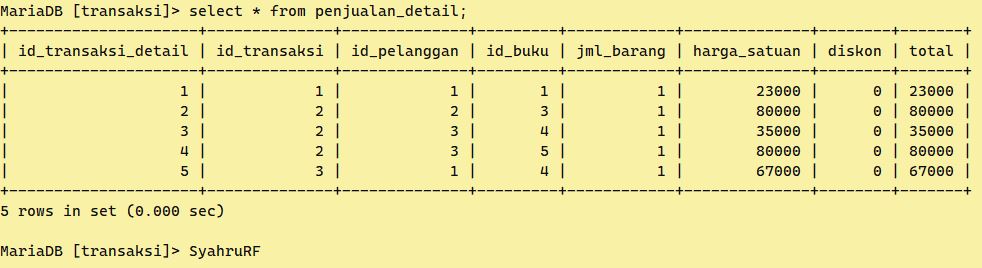 MariaDB [transaksi]> select * from penjualan_detail;
+---------------------+--------------+--------------+---------+------------+--------------+--------+-------+
| id_transaksi_detail | id_transaksi | id_pelanggan | id_buku | jml_barang | harga_satuan | diskon | total |
+---------------------+--------------+--------------+---------+------------+--------------+--------+-------+
|                   1 |            1 |            1 |       1 |          1 |        23000 |      0 | 23000 |
|                   2 |            2 |            2 |       3 |          1 |        80000 |      0 | 80000 |
|                   3 |            2 |            3 |       4 |          1 |        35000 |      0 | 35000 |
|                   4 |            2 |            3 |       5 |          1 |        80000 |      0 | 80000 |
|                   5 |            3 |            1 |       4 |          1 |        67000 |      0 | 67000 |
+---------------------+--------------+--------------+---------+------------+--------------+--------+-------+
5 rows in set (0.000 sec)
MariaDB [transaksi]> SyahruRF